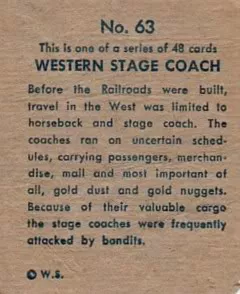 No. 63
This is one of a series of 48 cards
WESTERN STAGE COACH
Before the Railroads were built,
travel in the West was limited to
horseback and stage coach. The
coaches ran on uncertain sched-
ules, carrying passengers, merchan-
dise, mail and most important of
all, gold dust and gold nuggets.
Because of their valuable cargo
the stage coaches were frequently
attacked by bandits.
© W.S.